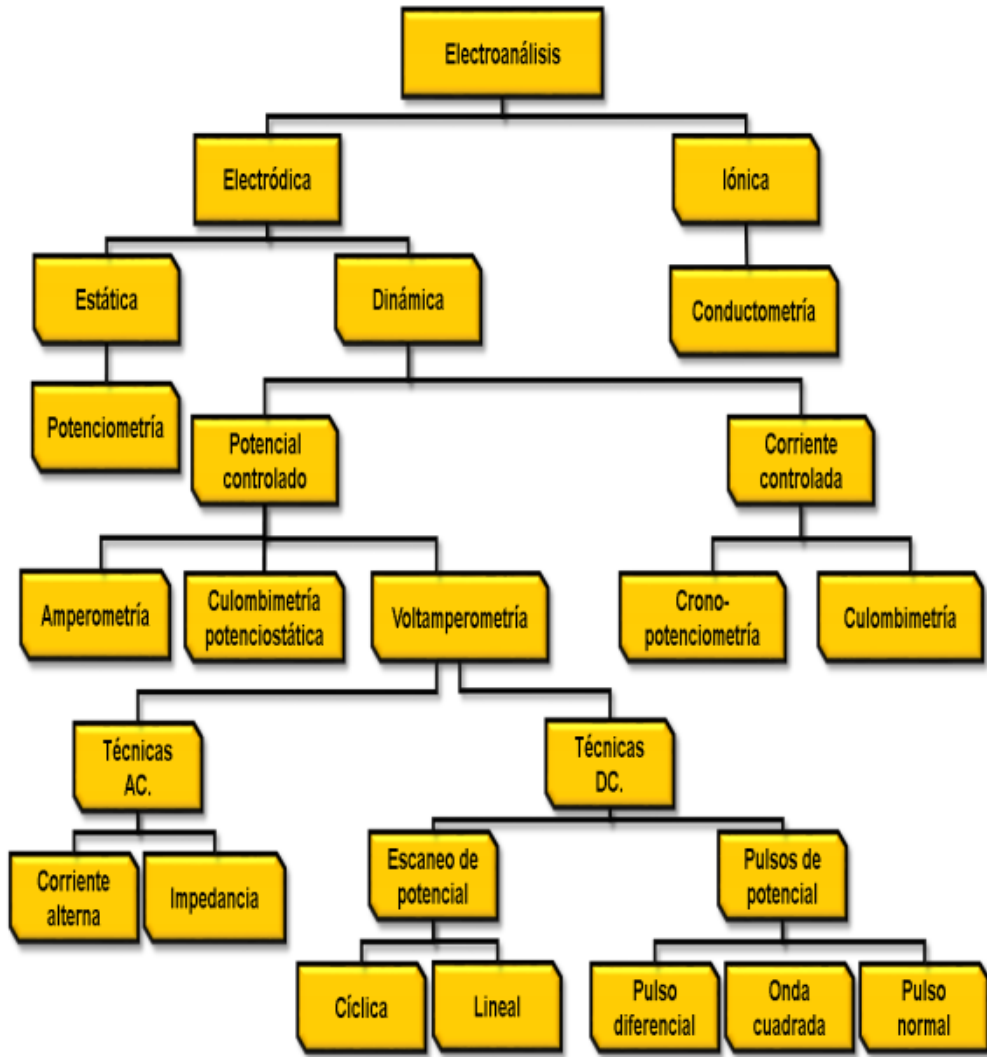 Electroanálisis
Electródica
Iónica
Estática
Dinámica
Conductometría
Potenciometría
Potencial
controlado
Corriente
controlada
Amperometría
Culombimetría
potenciostática
Voltamperometría
Crono-
potenciometría
Culombimetría
Técnicas
AC.
Técnicas
DC.
Corriente
alterna
Impedancia
Escaneo de
potencial
Pulsos de
potencial
Cíclica
Lineal
Pulso
diferencial
Onda
cuadrada
Pulso
normal